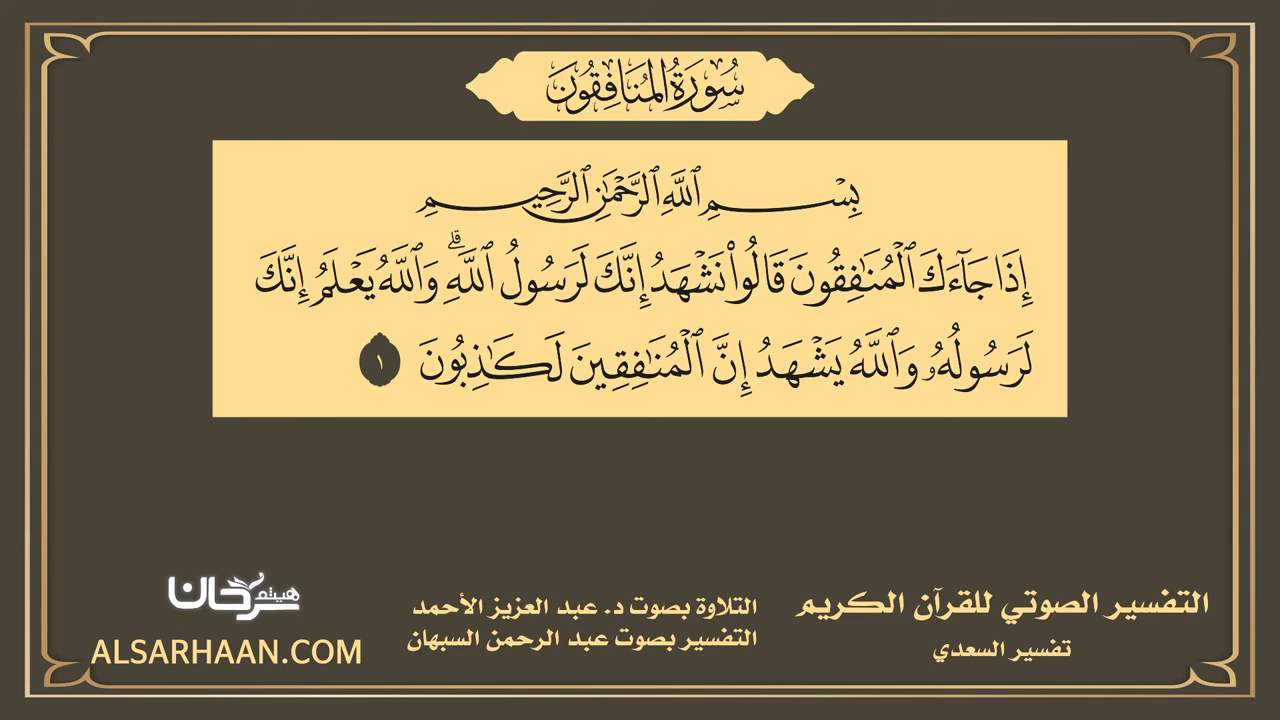 سُورَةُ المُنَافِقُونَ
بِسْمِ ٱللَّهِ ٱلرَّحْمَٰنِ ٱلرَّحِيمِ
إِذَا جَآءَكَ ٱلْمُنَٰفِقُونَ قَالُوا۟ نَشْهَدُ إِنَّكَ لَرَسُولُ ٱللَّهِ ۗ وَٱللَّهُ يَعْلَمُ إِنَّكَ
لَرَسُولُهُۥ وَٱللَّهُ يَشْهَدُ إِنَّ ٱلْمُنَٰفِقِينَ لَكَٰذِبُونَ ١
التفسير الصوتي للقرآن الكريم
تفسير السعدي
التلاوة بصوت د. عبد العزيز الأحمد
التفسير بصوت عبد الرحمن السبهان
هيثم سرحان
ALSARHAAN.COM